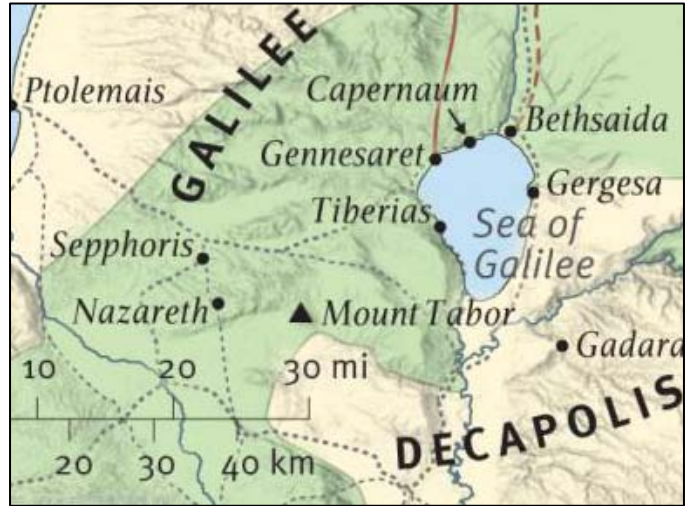 GALILEE
Ptolemais
Capernaum
Bethsaida
Gennesaret
Gergesa
Tiberias
Sea of
Galilee
Sepphoris
Nazareth
Mount Tabor
Gadara
10 20 30 mi
DECAPOLIS
20 30 40 km